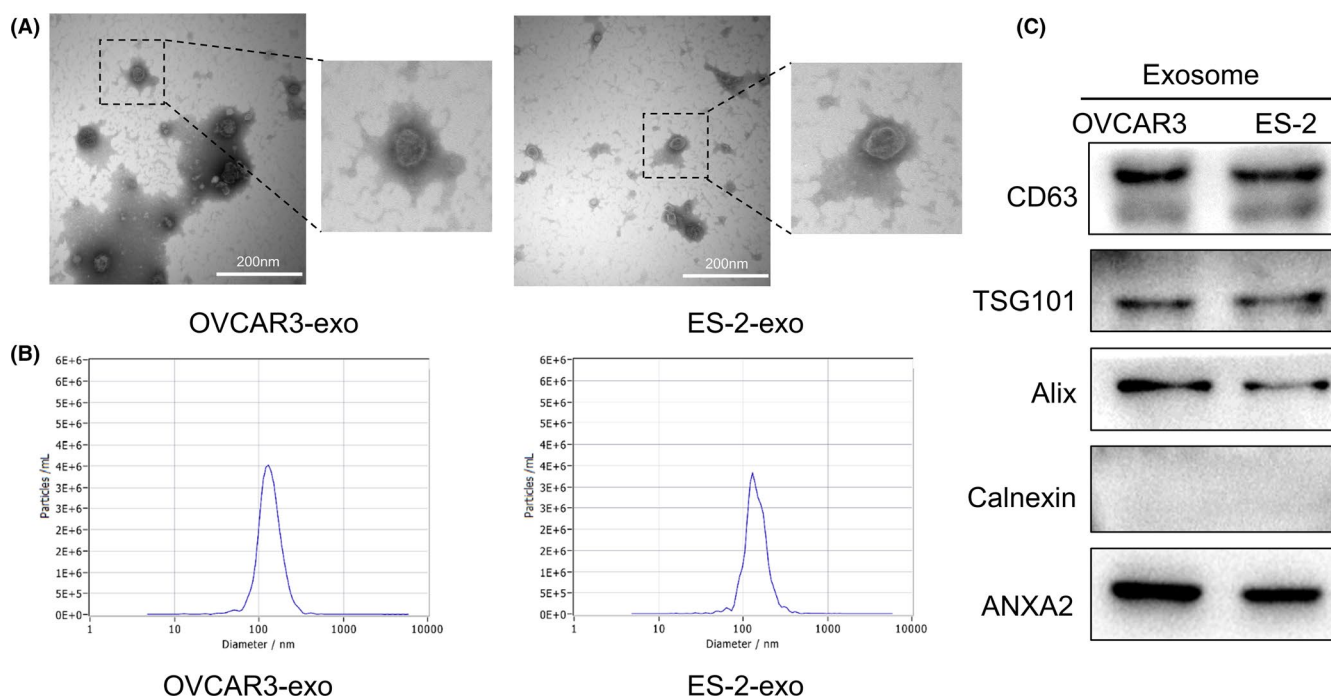 (A)
200nm
200nm
OVCAR3-exo
ES-2-exo
(B)
6E+6
6E+6
5E+6
5E+6
4E+6
4E+6
3E+6
3E+6
2E+6
2E+6
1E+6
5E+5
0E+0
Particles /mL
1 10 100 1000 10000
Diameter / nm
OVCAR3-exo
6E+6
6E+6
5E+6
5E+6
4E+6
4E+6
3E+6
3E+6
2E+6
2E+6
1E+6
5E+5
0E+0
Particles /mL
1 10 100 1000 10000
Diameter / nm
ES-2-exo
(C)
Exosome
OVCAR3 ES-2
CD63
TSG101
Alix
Calnexin
ANXA2